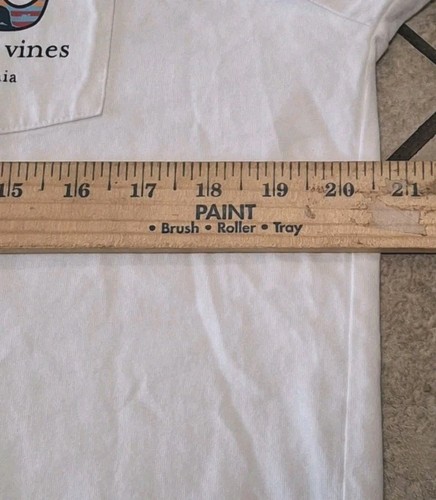 vines
ia
15 16 17 18 19 20 21
PAINT
• Brush • Roller • Tray